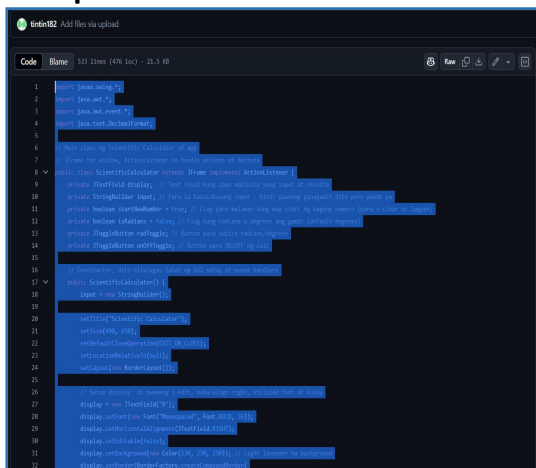 tintin182 Add files via upload
Code Blame 533 lines (476 loc) · 21.5 KB Raw
1 import javax.swing.*;
2 import java.awt.*;
3 import java.awt.event.*;
4 import java.text.DecimalFormat;
5
6 // Main class ng Scientific Calculator of app
7 // JFrame for window, ActionListener to handle actions of buttons
8 public class ScientificCalculator extends JFrame implements ActionListener {
9 private JTextField display; // Text field kung saan makikita yung input at results
10 private StringBuilder input; // Para sa kasalukuyang input - hindi gaanong ginagamit dito pero panda pa
11 private boolean startNewNumber = true; // Flag para malaman kung mag-start ng bagong numero (para i-clear or lagyan)
12 private boolean isRadians = false; // Flag kung radians o degrees ang gamit (default degrees)
13 private JToggleButton radToggle; // Button para switch radians/degrees
14 private JToggleButton onOffToggle; // Button para ON/OFF ng calc
15
16 // Constructor, dito nilalagay lahat ng GUI setup at event handlers
17 public ScientificCalculator() {
18 input = new StringBuilder();
19
20 setTitle("Scientific Calculator");
21 setSize(400, 650);
22 setDefaultCloseOperation(EXIT_ON_CLOSE);
23 setLocationRelativeTo(null);
24 setLayout(new BorderLayout());
25
26 // Setup display: di pwedeng i-edit, naka-align right, stylized font at kulay
27 display = new JTextField("0");
28 display.setFont(new Font("Monospaced", Font.BOLD, 36));
29 display.setHorizontalAlignment(JTextField.RIGHT);
30 display.setEditable(false);
31 display.setBackground(new Color(230, 230, 250)); // light lavender na background
32 display.setBorder(BorderFactory.createCompoundBorder(